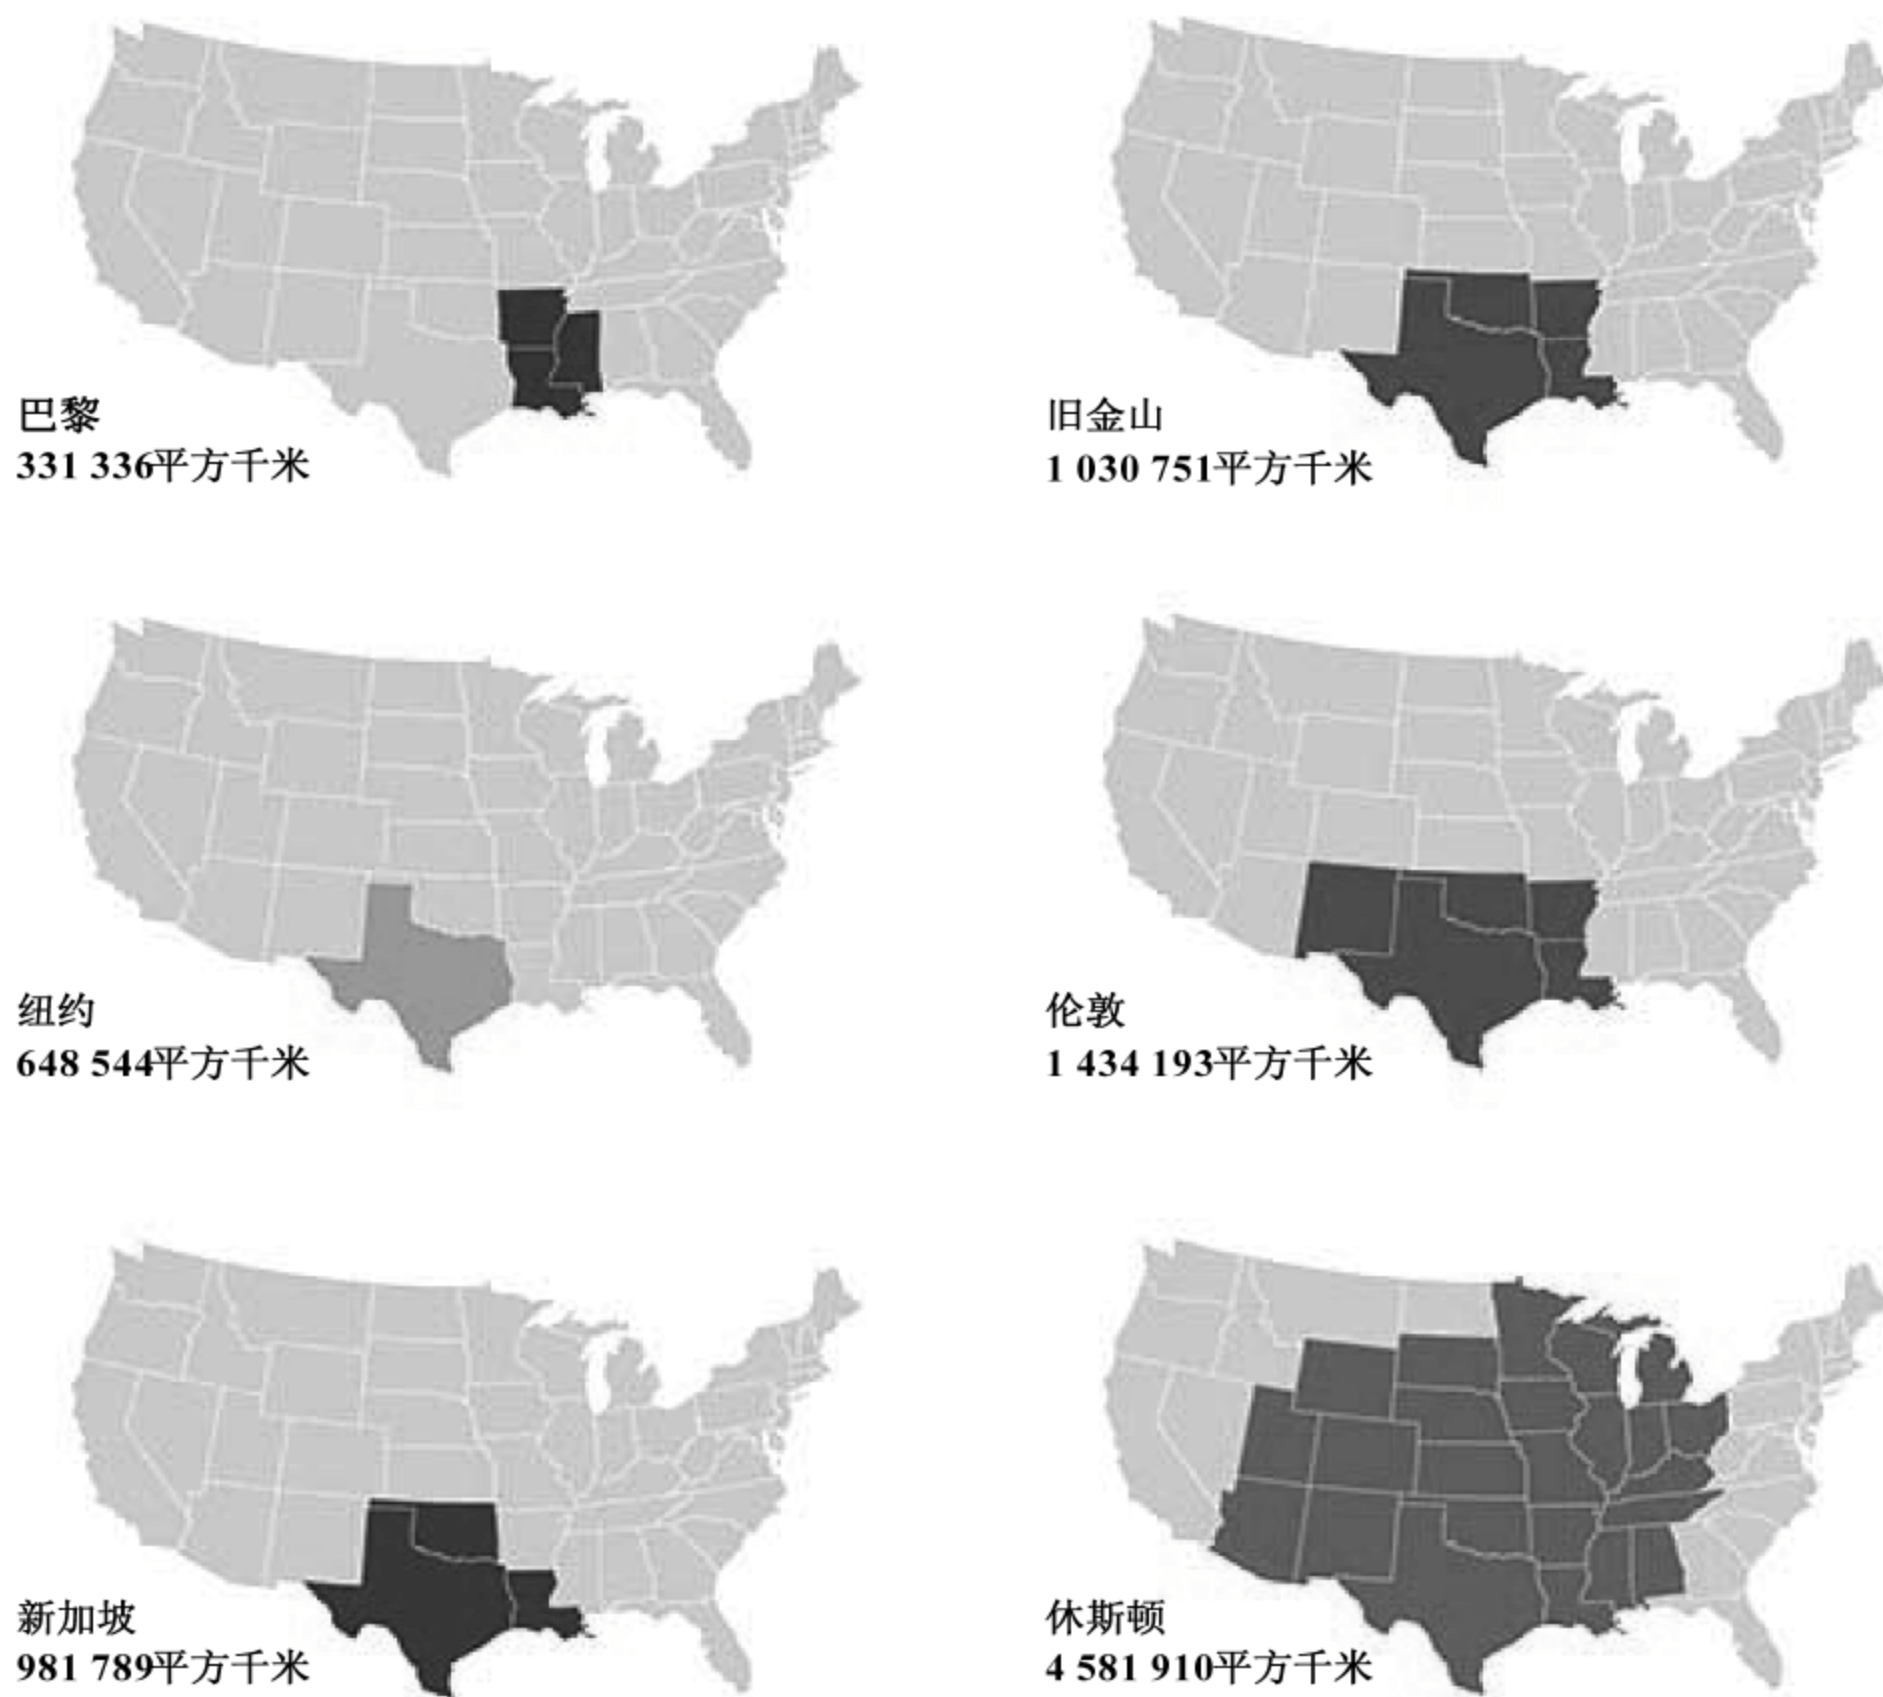 巴黎
331 336平方千米
旧金山
1 030 751平方千米
纽约
648 544平方千米
伦敦
1 434 193平方千米
新加坡
981 789平方千米
休斯顿
4 581 910平方千米